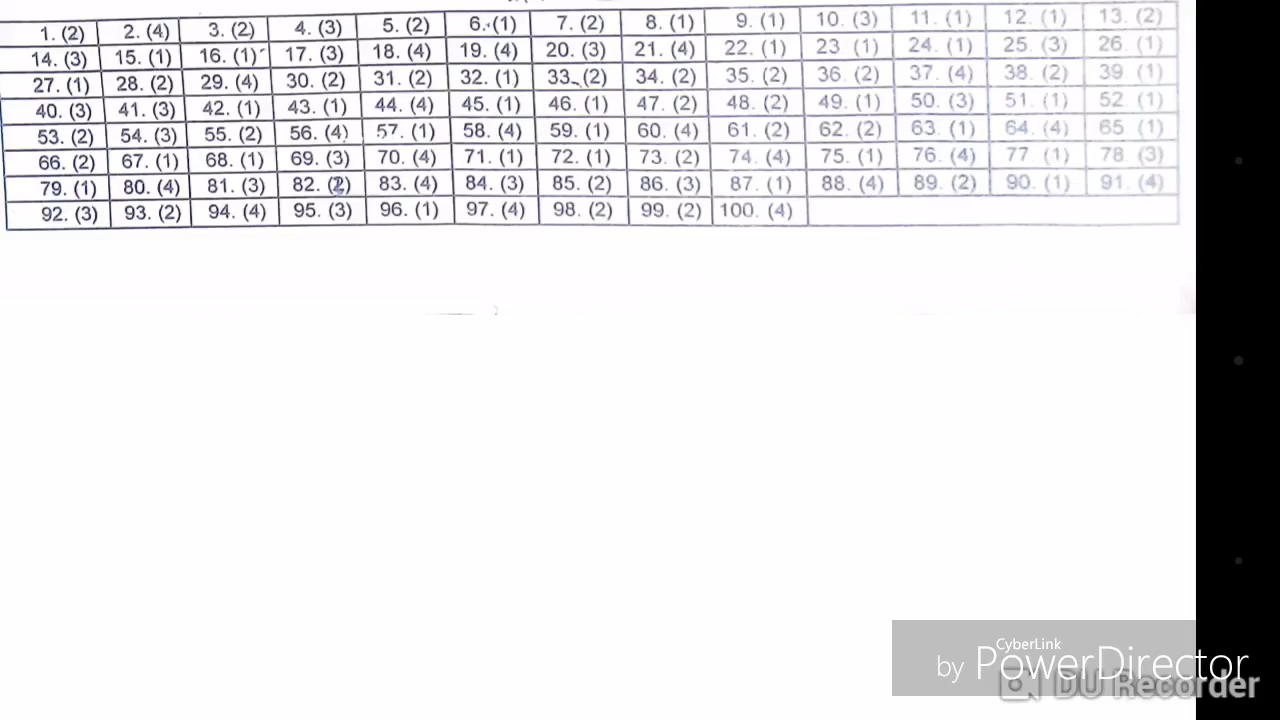 1. (2) 2. (4) 3. (2) 4. (3) 5. (2) 6. (1) 7. (2) 8. (1) 9. (1) 10. (3) 11. (1) 12. (1) 13. (2)
14. (3) 15. (1) 16. (1) 17. (3) 18. (4) 19. (4) 20. (3) 21. (4) 22. (1) 23 (1) 24. (1) 25. (3) 26. (1)
27. (1) 28. (2) 29. (4) 30. (2) 31. (2) 32. (1) 33. (2) 34. (2) 35. (2) 36. (2) 37. (4) 38. (2) 39 (1)
40. (3) 41. (3) 42. (1) 43. (1) 44. (4) 45. (1) 46. (1) 47. (2) 48. (2) 49. (1) 50. (3) 51. (1) 52. (1)
53. (2) 54. (3) 55. (2) 56. (4) 57. (1) 58. (4) 59. (1) 60. (4) 61. (2) 62. (2) 63. (1) 64. (4) 65 (1)
66. (2) 67. (1) 68. (1) 69. (3) 70. (4) 71. (1) 72. (1) 73. (2) 74. (4) 75. (1) 76. (4) 77 (1) 78. (3)
79. (1) 80. (4) 81. (3) 82. (2) 83. (4) 84. (3) 85. (2) 86. (3) 87. (1) 88. (4) 89. (2) 90. (1) 91. (4)
92. (3) 93. (2) 94. (4) 95. (3) 96. (1) 97. (4) 98. (2) 99. (2) 100. (4)
CyberLink
by PowerDirector
DU Recorder